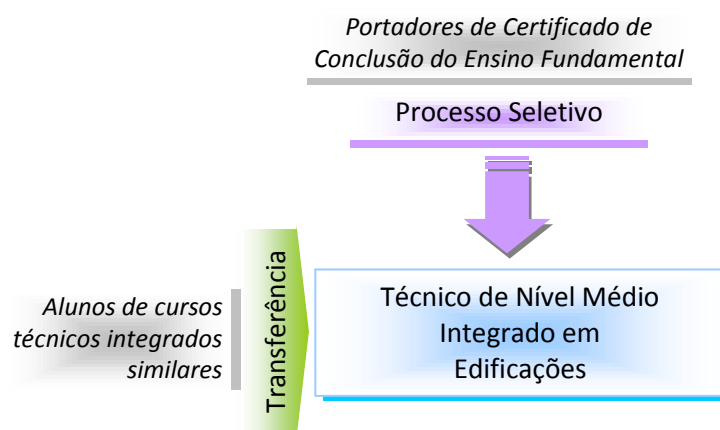 Portadores de Certificado de
Conclusão do Ensino Fundamental
Processo Seletivo
Transferência
Alunos de cursos
técnicos integrados
similares
Técnico de Nível Médio
Integrado em
Edificações